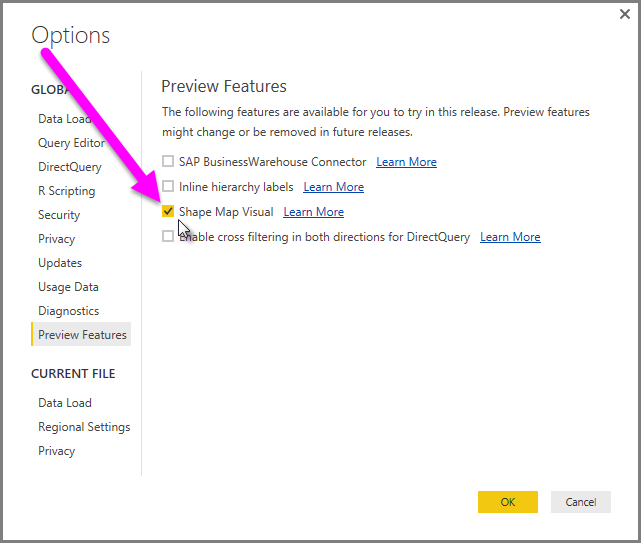 Options
GLOBA
Data Load
Query Editor
DirectQuery
R Scripting
Security
Privacy
Updates
Usage Data
Diagnostics
Preview Features
CURRENT FILE
Data Load
Regional Settings
Privacy
Preview Features
The following features are available for you to try in this release. Preview features
might change or be removed in future releases.
SAP BusinessWarehouse Connector Learn More
Inline hierarchy labels Learn More
Shape Map Visual Learn More
Enable cross filtering in both directions for DirectQuery Learn More
OK Cancel